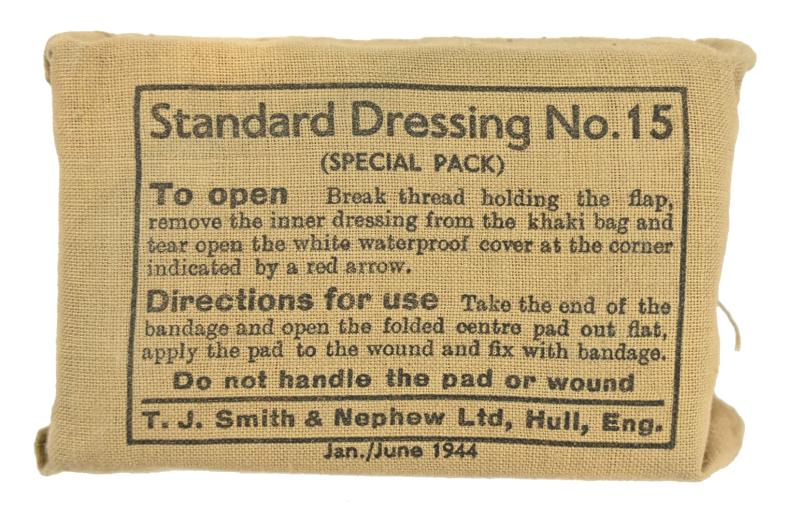 Standard Dressing No. 15
(SPECIAL PACK)
To open Break thread holding the flap,
remove the inner dressing from the khaki bag and
tear open the white waterproof cover at the corner
indicated by a red arrow.
Directions for use Take the end of the
bandage and open the folded centre pad out flat,
apply the pad to the wound and fix with bandage.
Do not handle the pad or wound
T. J. Smith & Nephew Ltd, Hull, Eng.
Jan./June 1944